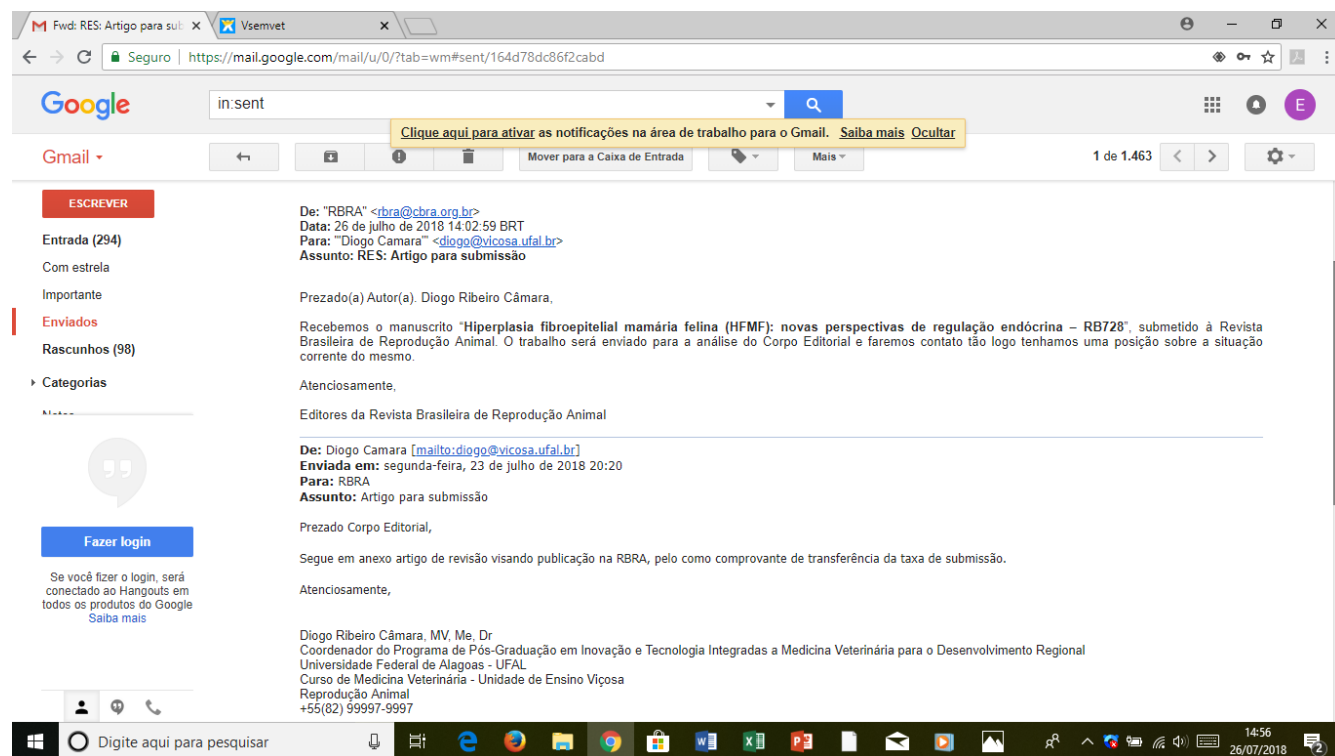 Fwd: RES: Artigo para sub
Vsemvet
Seguro
https://mail.google.com/mail/u/0/?tab=wm#sent/164d78dc86f2cabd
Google
in:sent
E
Clique aqui para ativar as notificações na área de trabalho para o Gmail. Saiba mais Ocultar
Gmail
Mover para a Caixa de Entrada
Mais
1 de 1.463
ESCREVER
Entrada (294)
Com estrela
Importante
Enviados
Rascunhos (98)
Categorias
De: "RBRA" <rbra@cbra.org.br>
Data: 26 de julho de 2018 14:02:59 BRT
Para: "'Diogo Camara'" <diogo@vicosa.ufal.br>
Assunto: RES: Artigo para submissão
Prezado(a) Autor(a). Diogo Ribeiro Câmara,
Recebemos o manuscrito “Hiperplasia fibroepitelial mamária felina (HFMF): novas perspectivas de regulação endócrina – RB728”, submetido à Revista
Brasileira de Reprodução Animal. O trabalho será enviado para a análise do Corpo Editorial e faremos contato tão logo tenhamos uma posição sobre a situação
corrente do mesmo.
Atenciosamente,
Editores da Revista Brasileira de Reprodução Animal
De: Diogo Camara [mailto:diogo@vicosa.ufal.br]
Enviada em: segunda-feira, 23 de julho de 2018 20:20
Para: RBRA
Assunto: Artigo para submissão
Prezado Corpo Editorial,
Segue em anexo artigo de revisão visando publicação na RBRA, pelo como comprovante de transferência da taxa de submissão.
Atenciosamente,
Diogo Ribeiro Câmara, MV, Me, Dr
Coordenador do Programa de Pós-Graduação em Inovação e Tecnologia Integradas a Medicina Veterinária para o Desenvolvimento Regional
Universidade Federal de Alagoas - UFAL
Curso de Medicina Veterinária - Unidade de Ensino Viçosa
Reprodução Animal
+55(82) 99997-9997
Fazer login
Se você fizer o login, será
conectado ao Hangouts em
todos os produtos do Google
Saiba mais
Digite aqui para pesquisar
14:56
26/07/2018